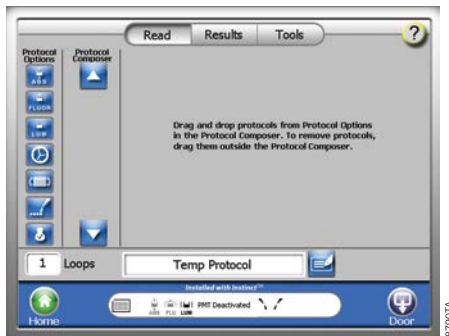 Read Results Tools ?
Protocol Options
Protocol Composer
ABS
FLUOR
LUM
Drag and drop protocols from Protocol Options
in the Protocol Composer. To remove protocols,
drag them outside the Protocol Composer.
1 Loops Temp Protocol
Installed with Instinct™
ABS FLU LUM PMT Deactivated
Home Door